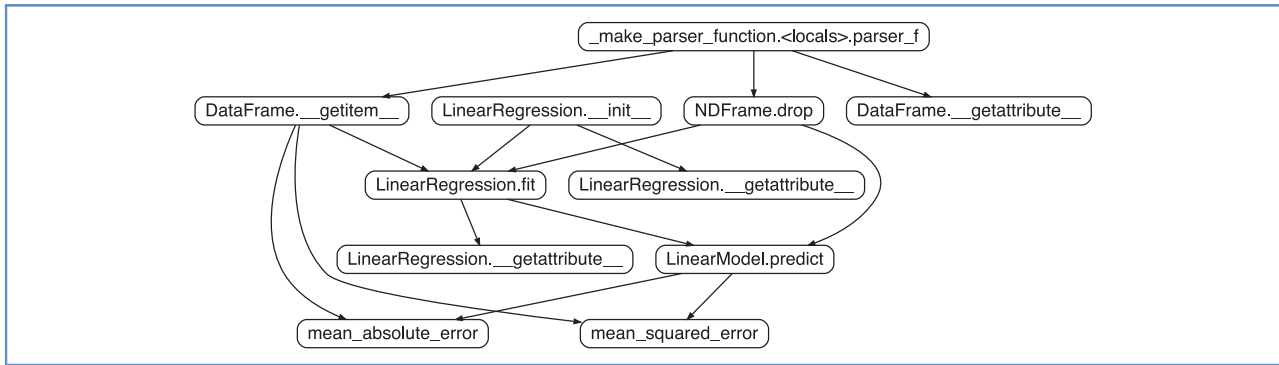 _make_parser_function.<locals>.parser_f
DataFrame.__getitem__
LinearRegression.__init__
NDFrame.drop
DataFrame.__getattribute__
LinearRegression.fit
LinearRegression.__getattribute__
LinearRegression.__getattribute__
LinearModel.predict
mean_absolute_error
mean_squared_error